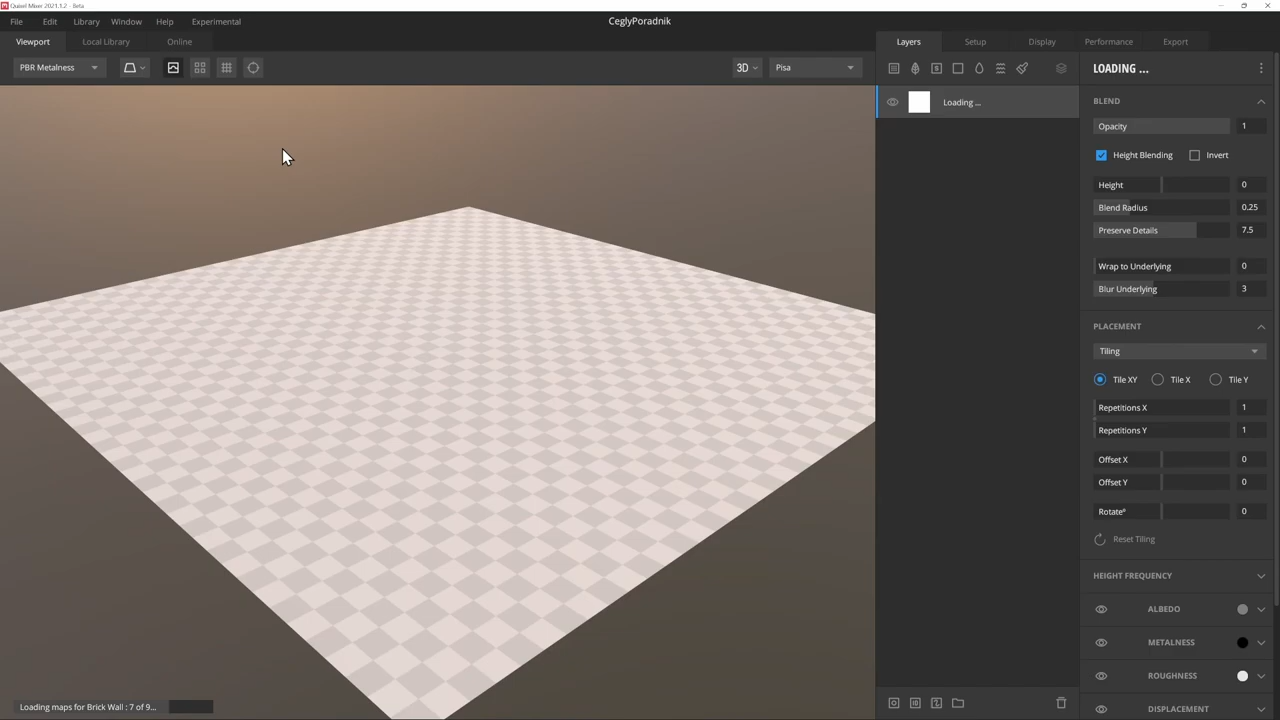 Quixel Mixer 2021.1.2 - Beta
File Edit Library Window Help Experimental
CeglyPoradnik
Viewport Local Library Online
Layers Setup Display Performance Export
PBR Metalness
3D
Pisa
LOADING ...
Loading ...
BLEND
Opacity 1
Height Blending Invert
Height 0
Blend Radius 0.25
Preserve Details 7.5
Wrap to Underlying 0
Blur Underlying 3
PLACEMENT
Tiling
Tile XY Tile X Tile Y
Repetitions X 1
Repetitions Y 1
Offset X 0
Offset Y 0
Rotate° 0
Reset Tiling
HEIGHT FREQUENCY
ALBEDO
METALNESS
ROUGHNESS
DISPLACEMENT
Loading maps for Brick Wall : 7 of 9...